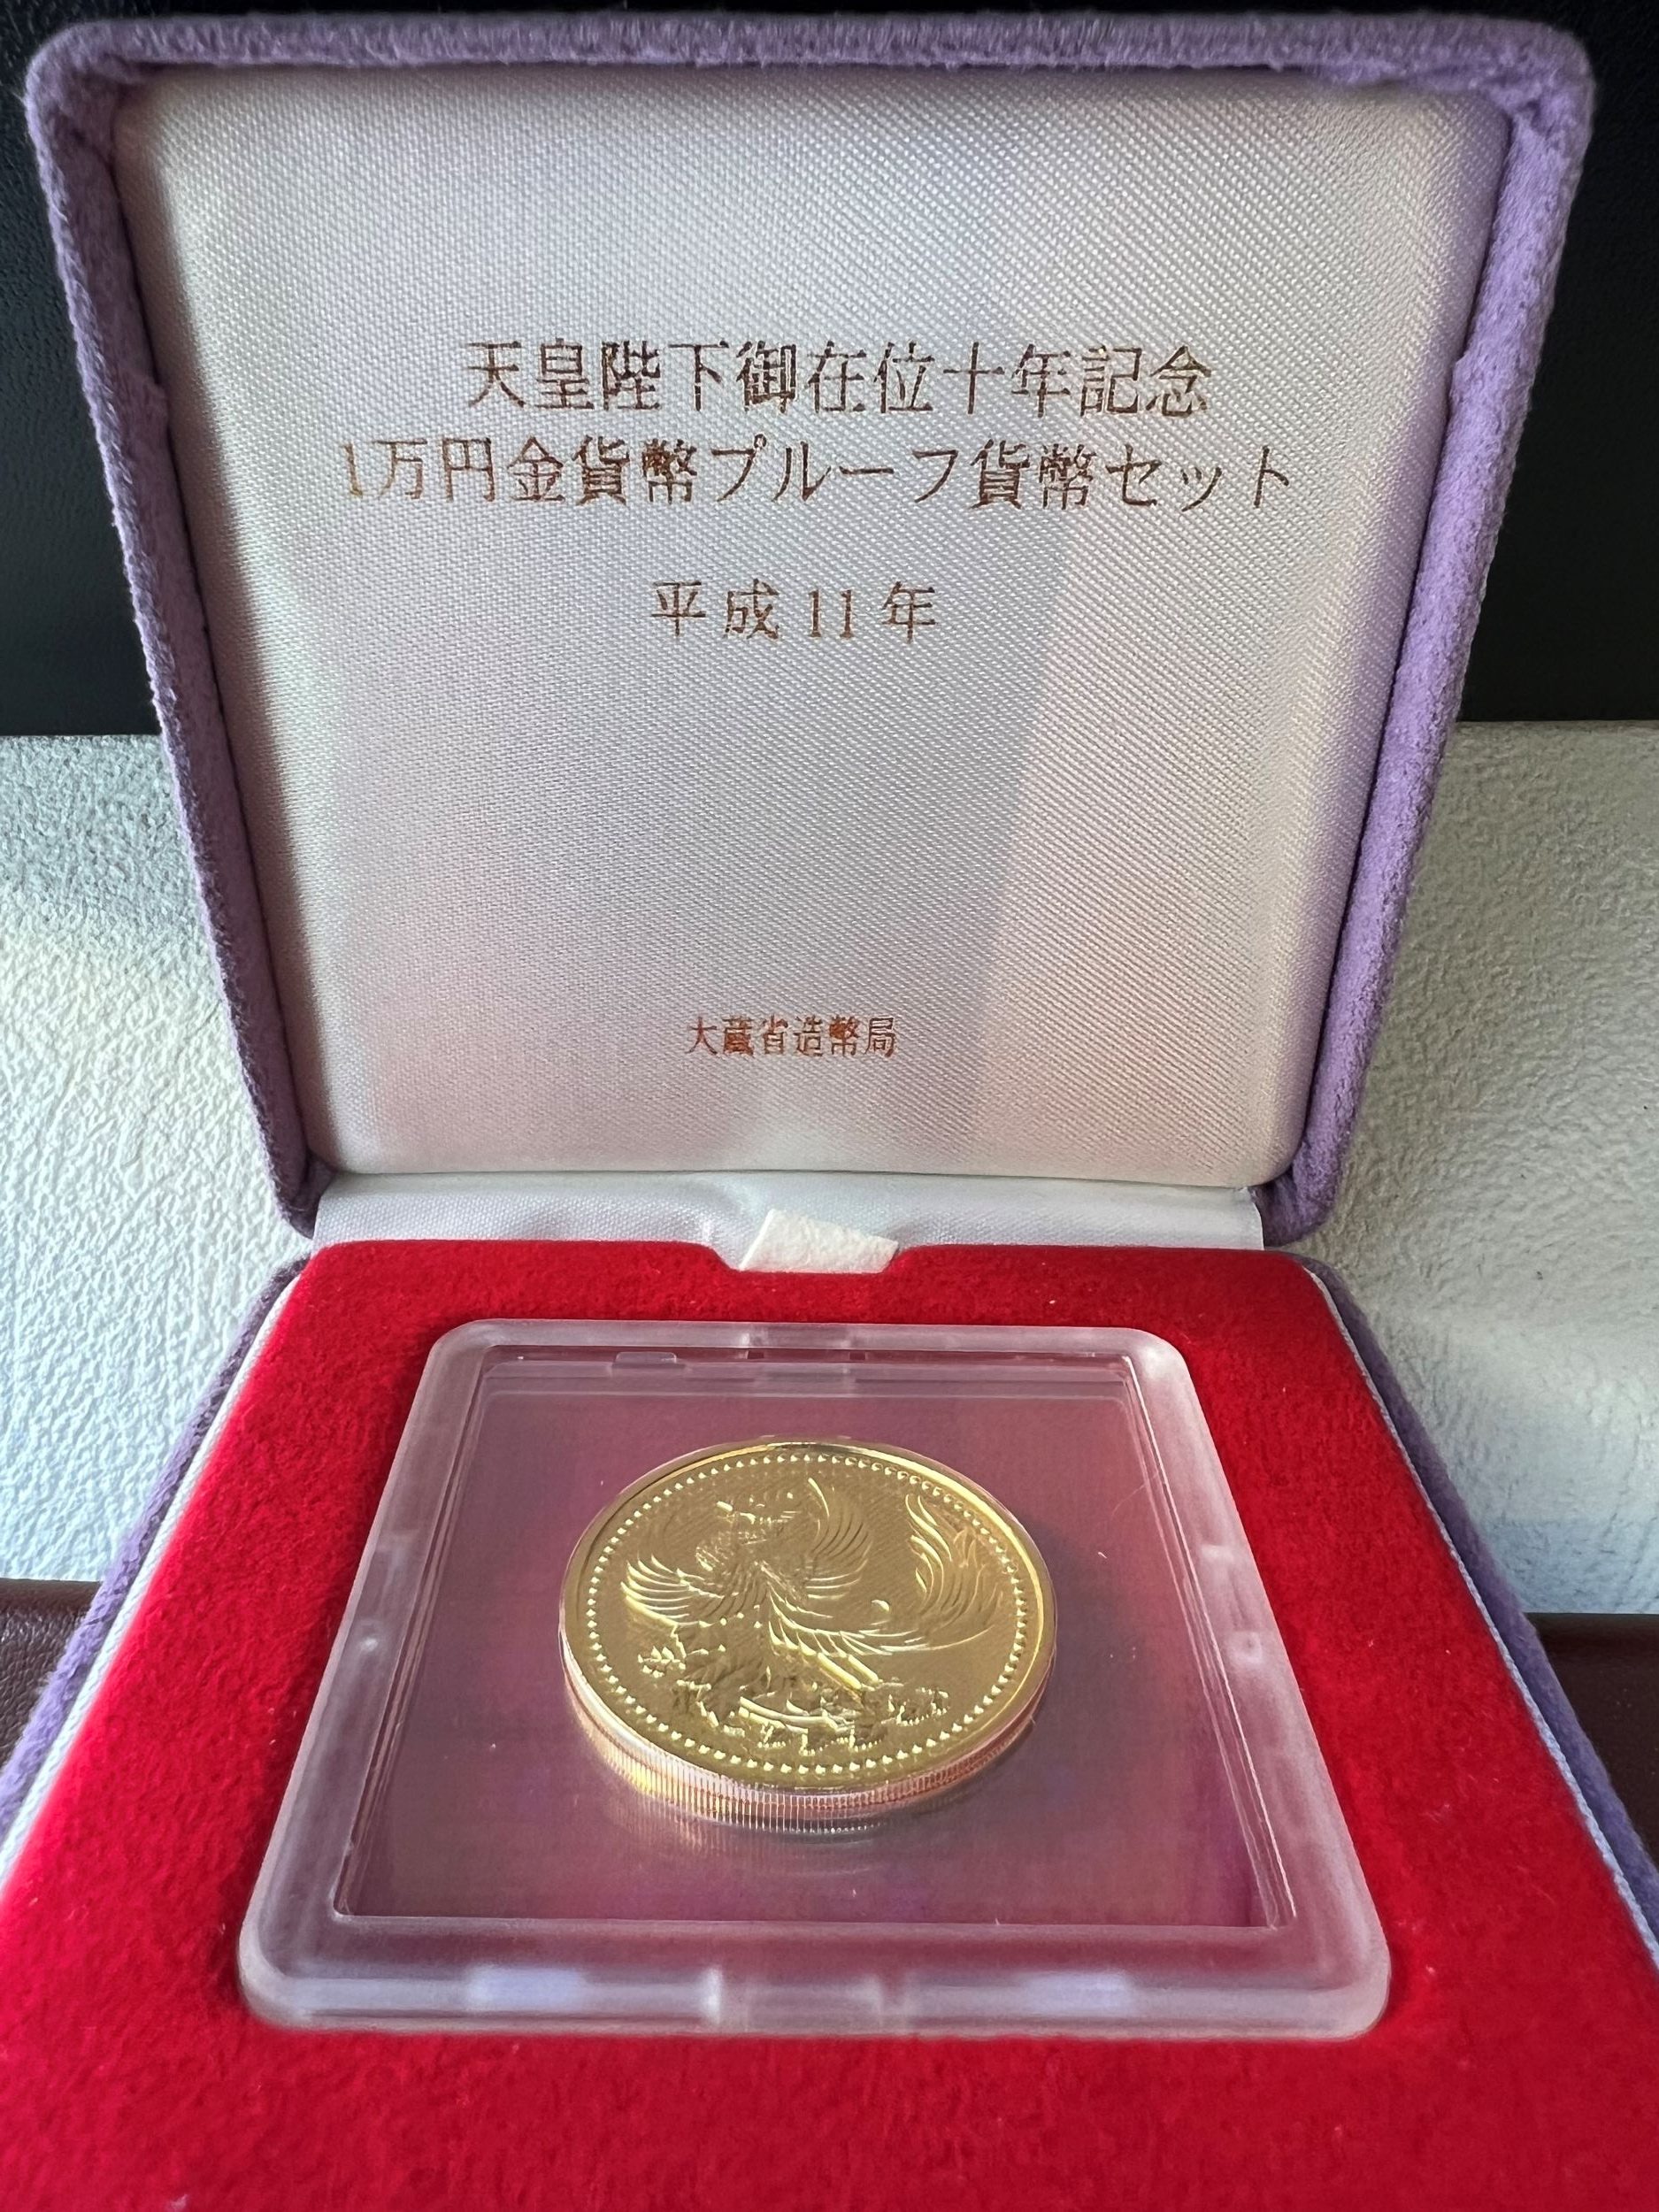 天皇陛下御在位十年記念
1万円金貨幣プルーフ貨幣セット
平成11年
大蔵省造幣局